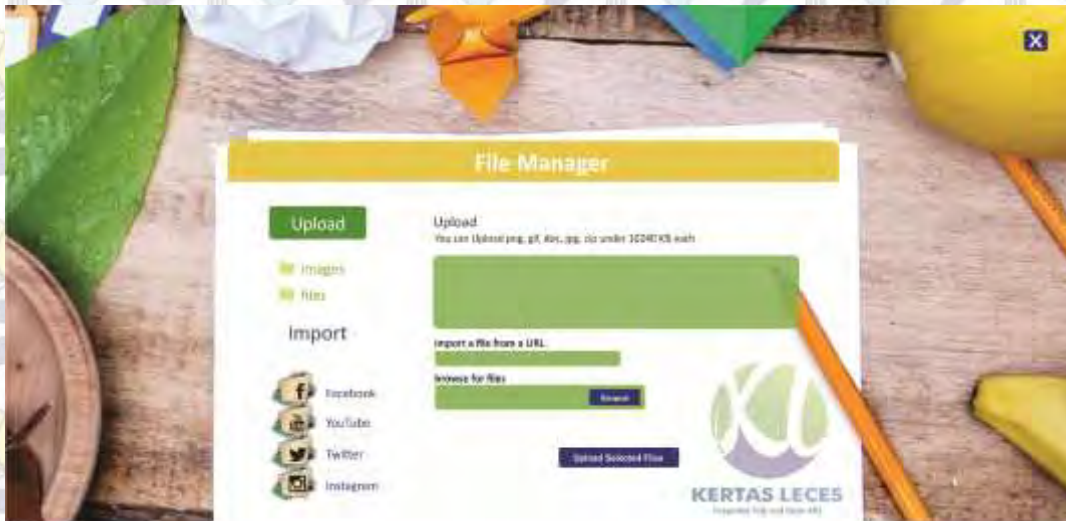 X
File Manager
Upload
images
files
Import
Facebook
YouTube
Twitter
Instagram
Upload
You can Upload png, gif, doc, jpg, zip under 10240 KB each
import a file from a URL
browse for files
Browse
Upload Selected Files
KL
KERTAS LECES